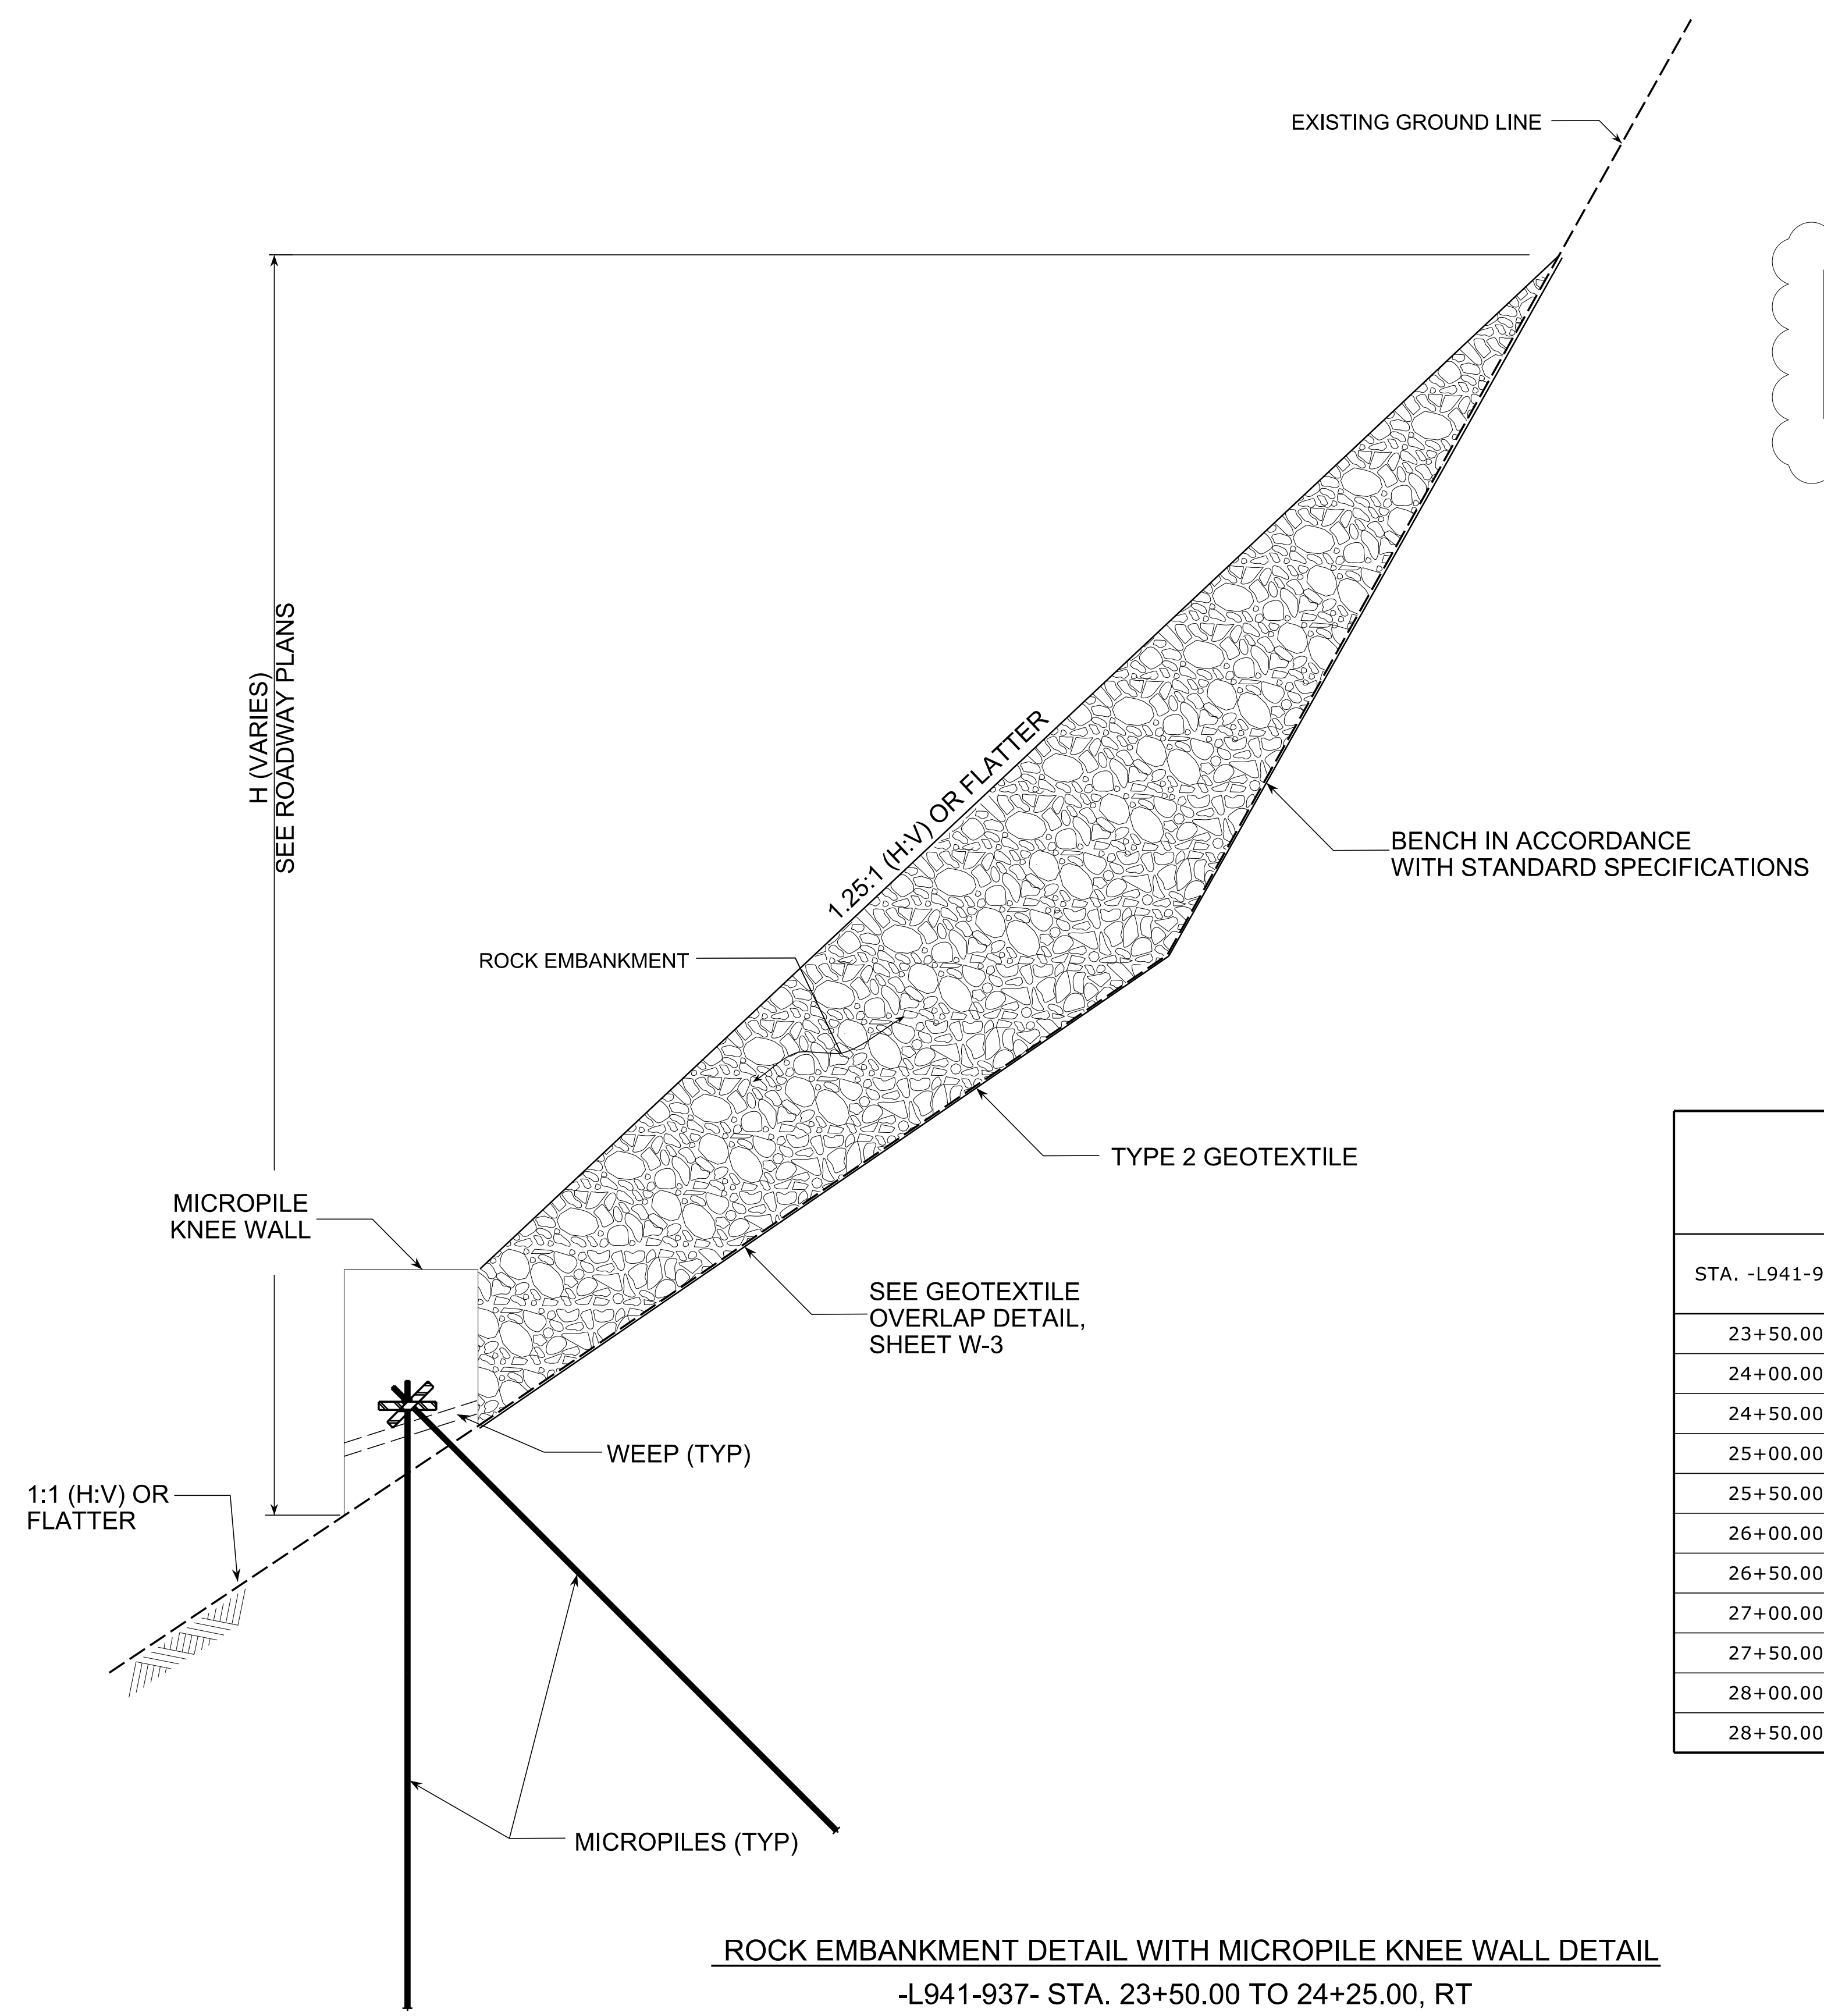 EXISTING GROUND LINE
H (VARIES)
SEE ROADWAY PLANS
1.25:1 (H:V) OR FLATTER
BENCH IN ACCORDANCE
WITH STANDARD SPECIFICATIONS
ROCK EMBANKMENT
TYPE 2 GEOTEXTILE
MICROPILE
KNEE WALL
SEE GEOTEXTILE
OVERLAP DETAIL,
SHEET W-3
WEEP (TYP)
1:1 (H:V) OR
FLATTER
MICROPILES (TYP)
STA. -L941-9
23+50.00
24+00.00
24+50.00
25+00.00
25+50.00
26+00.00
26+50.00
27+00.00
27+50.00
28+00.00
28+50.00
ROCK EMBANKMENT DETAIL WITH MICROPILE KNEE WALL DETAIL
-L941-937- STA. 23+50.00 TO 24+25.00, RT